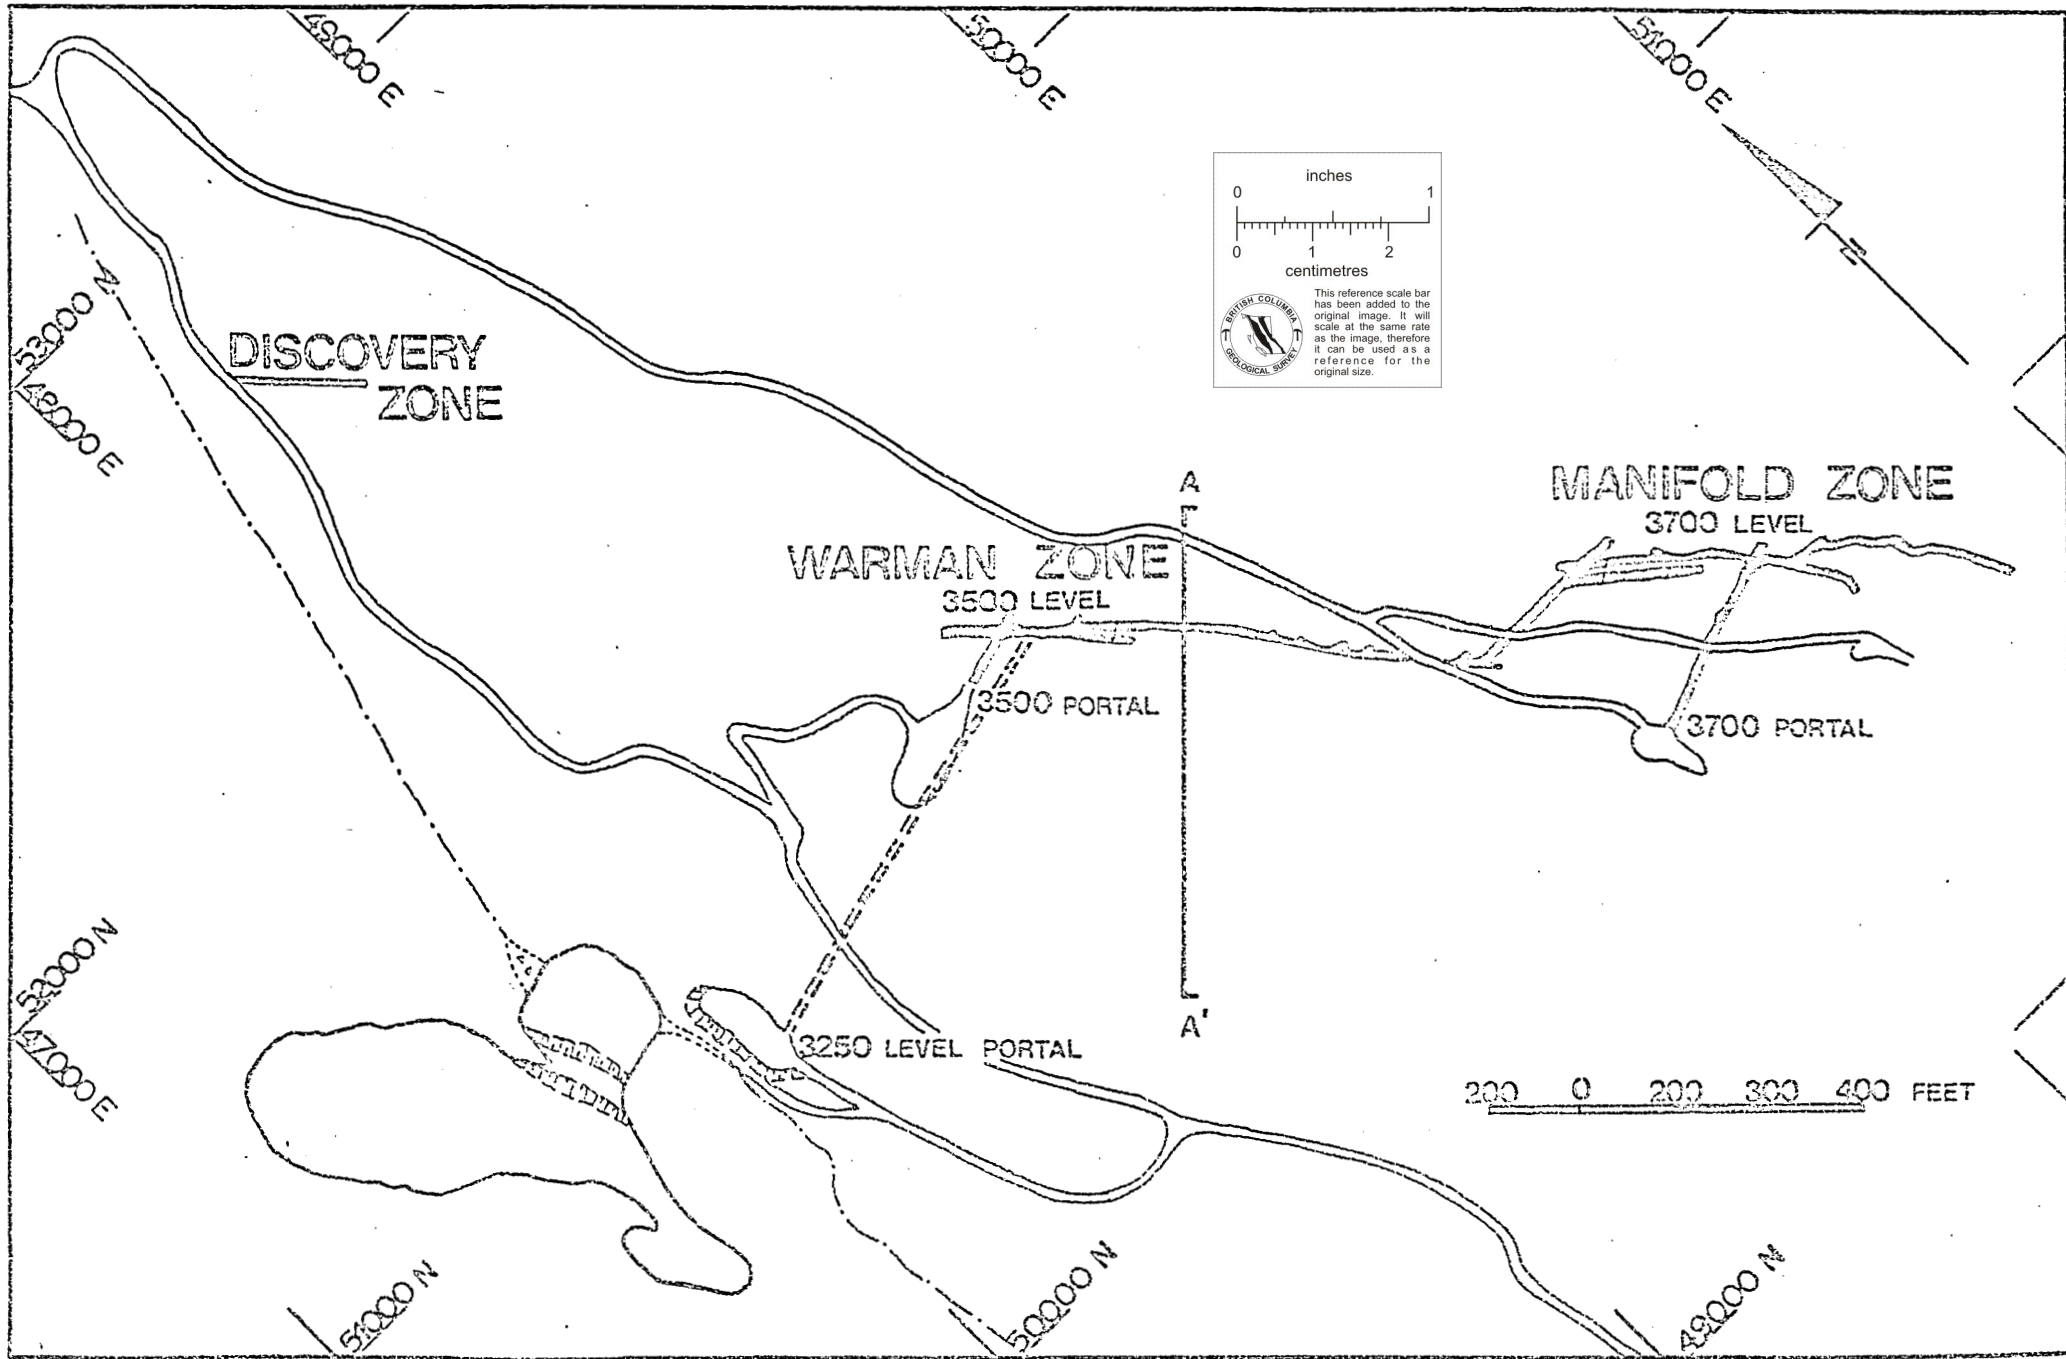 49000 E
50000 E
51000 E
inches
0 1
0 1 2
centimetres
BRITISH COLUMBIA
GEOLOGICAL SURVEY
This reference scale bar
has been added to the
original image. It will
scale at the same rate
as the image, therefore
it can be used as a
reference for the
original size.
N
53000 N
48000 E
DISCOVERY
ZONE
A
MANIFOLD ZONE
3700 LEVEL
WARMAN ZONE
3500 LEVEL
3500 PORTAL
3700 PORTAL
52000 N
47000 E
A'
3250 LEVEL PORTAL
200 0 200 300 400 FEET
51000 N
50000 N
49000 N